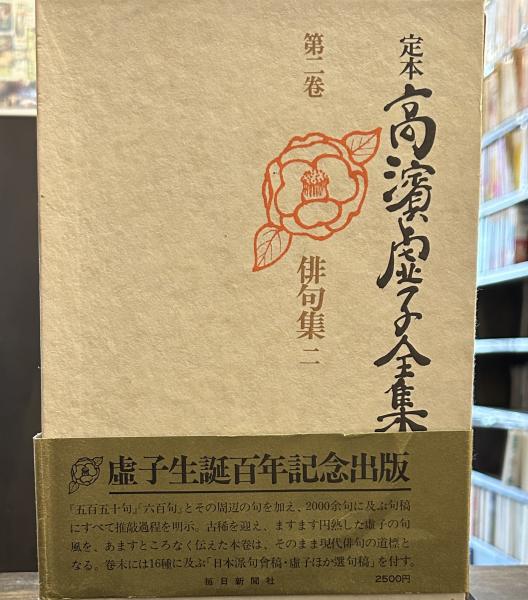 定本 高濱虚子全集
第二巻
俳句集 二
虚子生誕百年記念出版
「五百五十句」「六百句」とその周辺の句を加え、2000余句に及ぶ句稿
にすべて推敲過程を明示。古稀を迎え、ますます円熟した虚子の句
風を、あますところなく伝えた本巻は、そのまま現代俳句の道標と
なる。巻末には16種に及ぶ「日本派句會稿・虚子ほか選句稿」を付す。
毎日新聞社
2500円